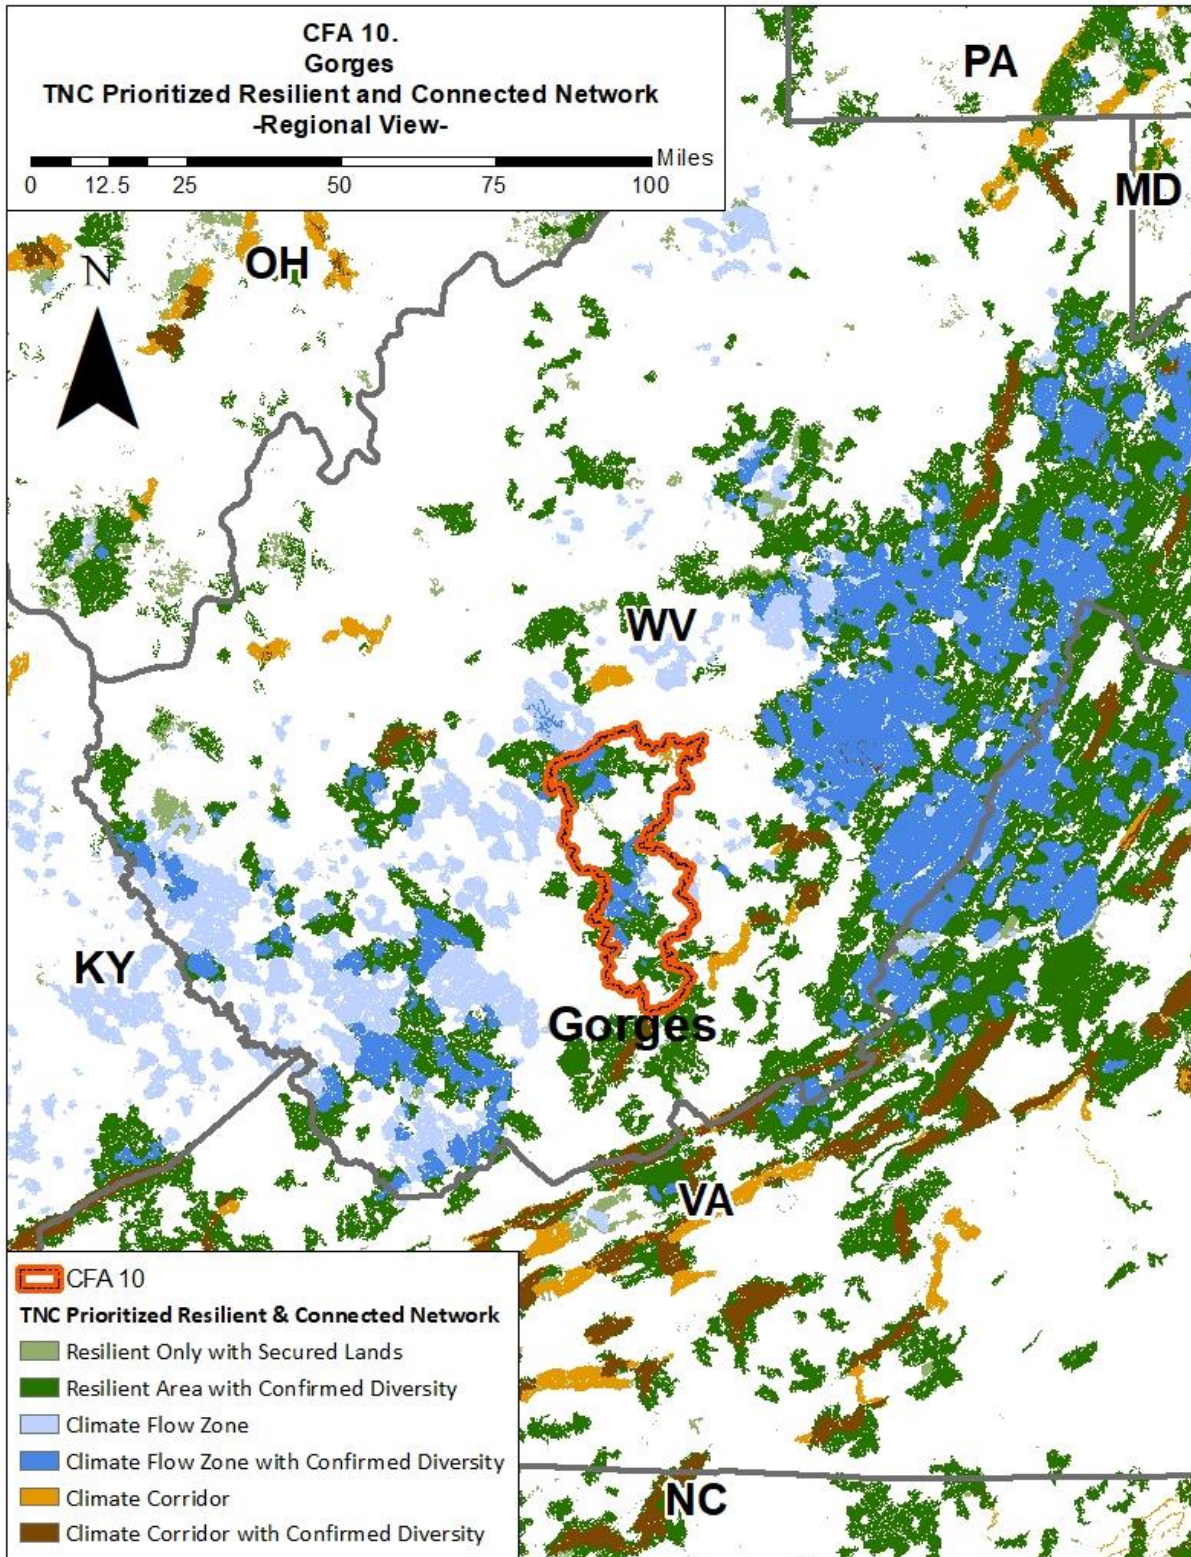 CFA 10.
Gorges
TNC Prioritized Resilient and Connected Network
-Regional View-
Miles
0 12.5 25 50 75 100
PA
MD
OH
N
WV
KY
Gorges
VA
NC
CFA 10
TNC Prioritized Resilient & Connected Network
Resilient Only with Secured Lands
Resilient Area with Confirmed Diversity
Climate Flow Zone
Climate Flow Zone with Confirmed Diversity
Climate Corridor
Climate Corridor with Confirmed Diversity